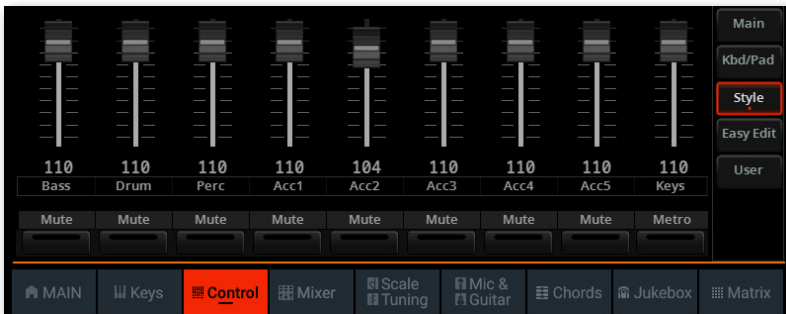 Main
Kbd/Pad
Style
Easy Edit
User
110 110 110 110 104 110 110 110 110
Bass Drum Perc Acc1 Acc2 Acc3 Acc4 Acc5 Keys
Mute Mute Mute Mute Mute Mute Mute Mute Metro
MAIN Keys Control Mixer Scale Tuning Mic & Guitar Chords Jukebox Matrix